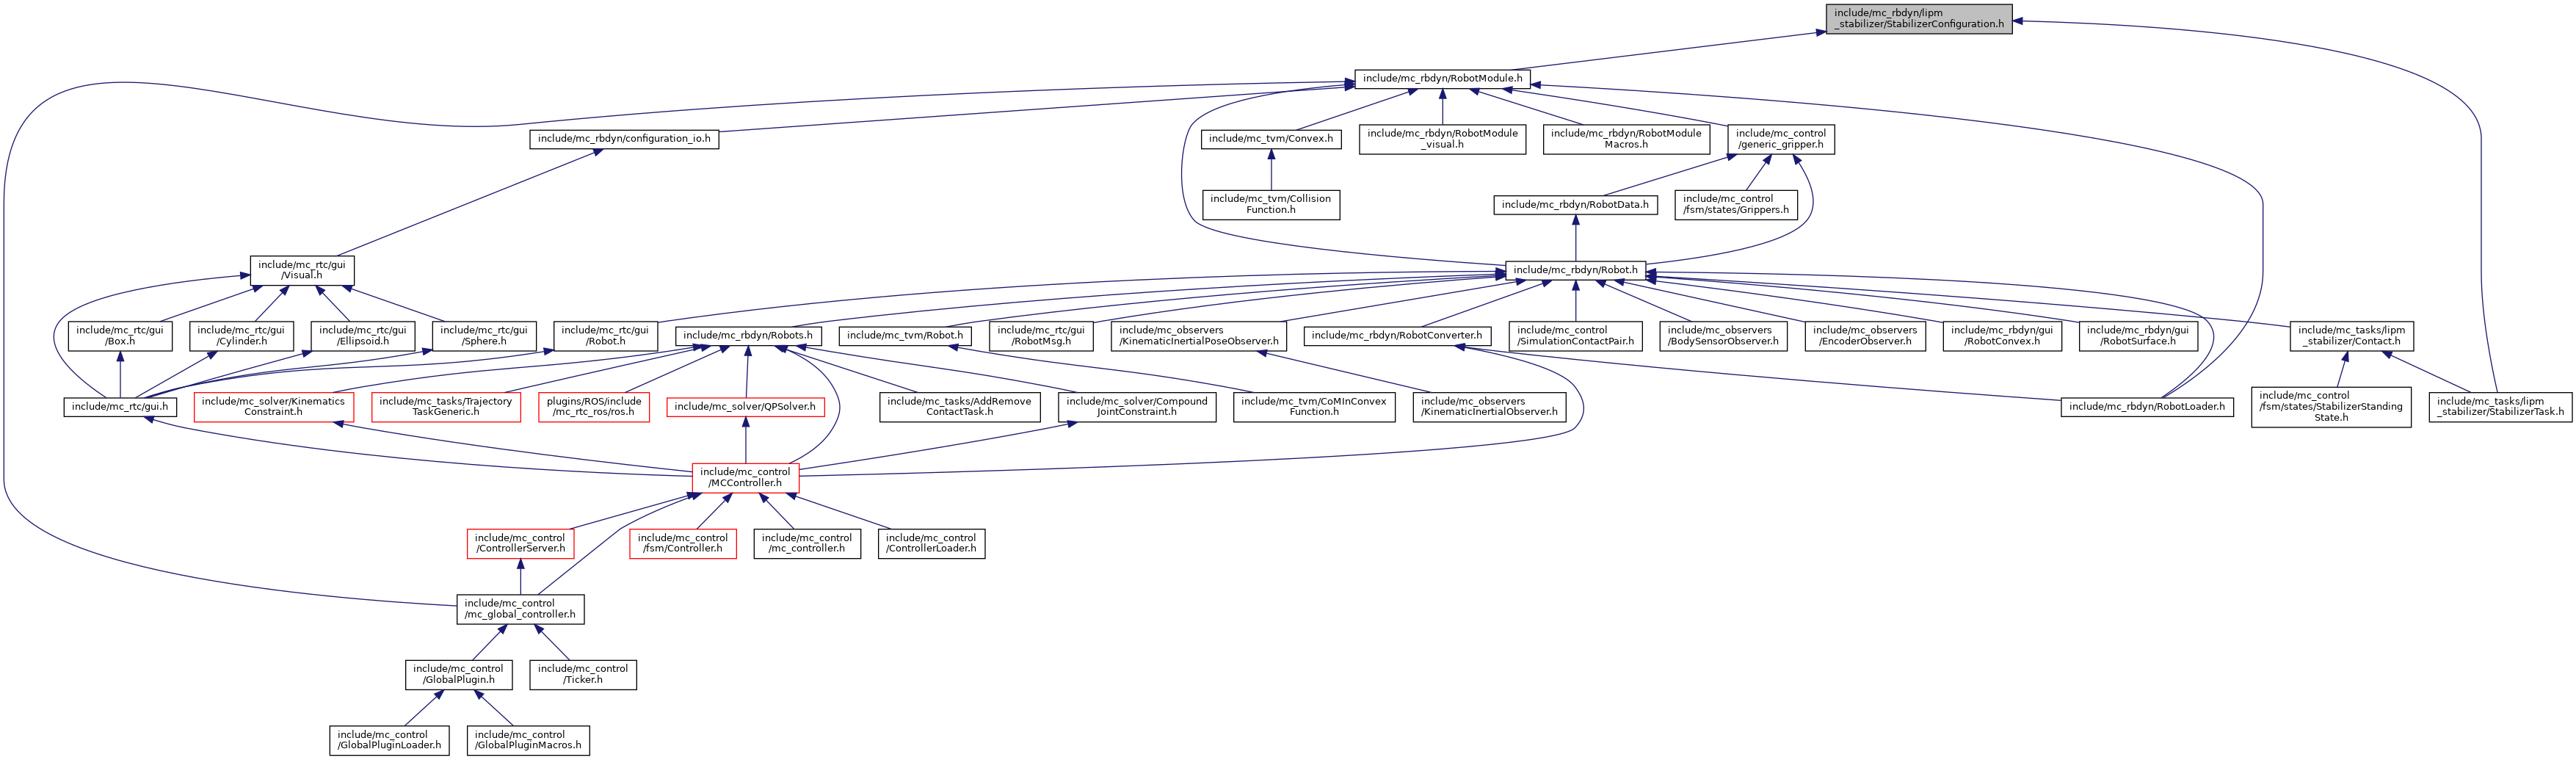 include/mc_rbdyn/lipm
_stabilizer/StabilizerConfiguration.h
include/mc_rbdyn/RobotModule.h
include/mc_rbdyn/configuration_io.h
include/mc_tvm/Convex.h
include/mc_rbdyn/RobotModule
_visual.h
include/mc_rbdyn/RobotModule
Macros.h
include/mc_control
/generic_gripper.h
include/mc_tvm/Collision
Function.h
include/mc_rbdyn/RobotData.h
include/mc_control
/fsm/states/Grippers.h
include/mc_rtc/gui
/Visual.h
include/mc_rbdyn/Robot.h
include/mc_rtc/gui
/Box.h
include/mc_rtc/gui
/Cylinder.h
include/mc_rtc/gui
/Ellipsoid.h
include/mc_rtc/gui
/Sphere.h
include/mc_rtc/gui
/Robot.h
include/mc_rbdyn/Robots.h
include/mc_tvm/Robot.h
include/mc_rtc/gui
/RobotMsg.h
include/mc_observers
/KinematicInertialPoseObserver.h
include/mc_rbdyn/RobotConverter.h
include/mc_control
/SimulationContactPair.h
include/mc_observers
/BodySensorObserver.h
include/mc_observers
/EncoderObserver.h
include/mc_rbdyn/gui
/RobotConvex.h
include/mc_rbdyn/gui
/RobotSurface.h
include/mc_tasks/lipm
_stabilizer/Contact.h
include/mc_rtc/gui.h
include/mc_solver/Kinematics
Constraint.h
include/mc_tasks/Trajectory
TaskGeneric.h
plugins/ROS/include
/mc_rtc_ros/ros.h
include/mc_solver/QPSolver.h
include/mc_tasks/AddRemove
ContactTask.h
include/mc_solver/Compound
JointConstraint.h
include/mc_tvm/CoMInConvex
Function.h
include/mc_observers
/KinematicInertialObserver.h
include/mc_rbdyn/RobotLoader.h
include/mc_control
/fsm/states/StabilizerStanding
State.h
include/mc_tasks/lipm
_stabilizer/StabilizerTask.h
include/mc_control
/MCController.h
include/mc_control
/ControllerServer.h
include/mc_control
/fsm/Controller.h
include/mc_control
/mc_controller.h
include/mc_control
/ControllerLoader.h
include/mc_control
/mc_global_controller.h
include/mc_control
/GlobalPlugin.h
include/mc_control
/Ticker.h
include/mc_control
/GlobalPluginLoader.h
include/mc_control
/GlobalPluginMacros.h